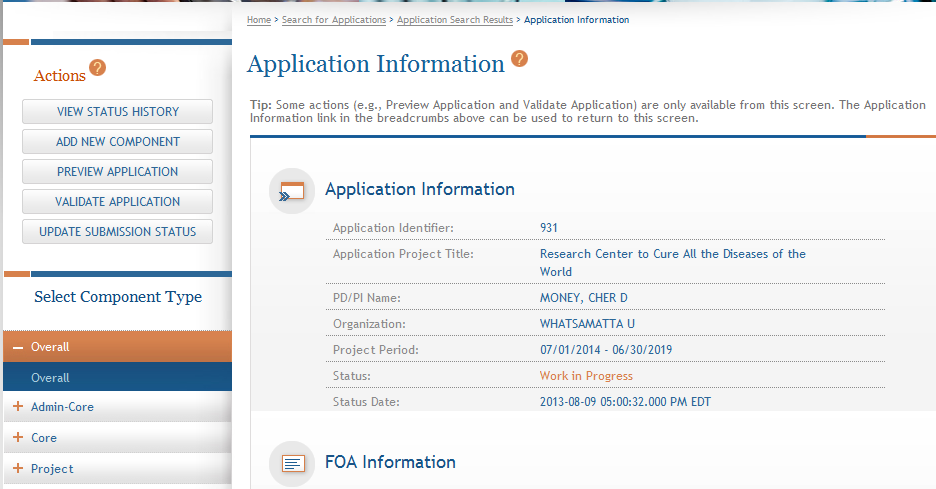 Home > Search for Applications > Application Search Results > Application Information
Actions ?
VIEW STATUS HISTORY
ADD NEW COMPONENT
PREVIEW APPLICATION
VALIDATE APPLICATION
UPDATE SUBMISSION STATUS
Select Component Type
Overall
Overall
Admin-Core
Core
Project
Application Information ?
Tip: Some actions (e.g., Preview Application and Validate Application) are only available from this screen. The Application
Information link in the breadcrumbs above can be used to return to this screen.
Application Information
Application Identifier: 931
Application Project Title: Research Center to Cure All the Diseases of the
World
PD/PI Name: MONEY, CHER D
Organization: WHATSAMATTA U
Project Period: 07/01/2014 - 06/30/2019
Status: Work in Progress
Status Date: 2013-08-09 05:00:32.000 PM EDT
FOA Information